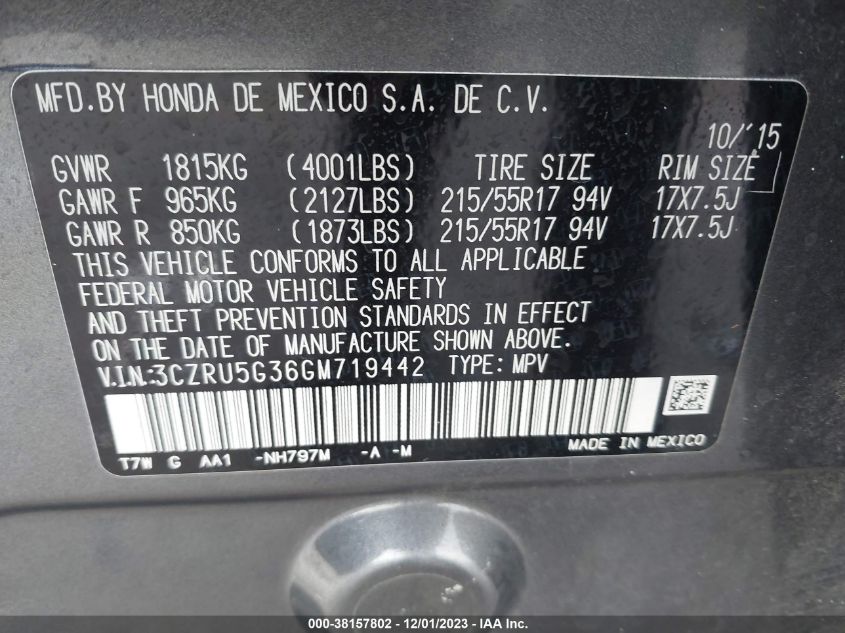 MFD.BY HONDA DE MEXICO S.A. DE C.V.
10/'15
GVWR 1815KG (4001LBS) TIRE SIZE RIM SIZE
GAWR F 965KG (2127LBS) 215/55R17 94V 17X7.5J
GAWR R 850KG (1873LBS) 215/55R17 94V 17X7.5J
THIS VEHICLE CONFORMS TO ALL APPLICABLE
FEDERAL MOTOR VEHICLE SAFETY
AND THEFT PREVENTION STANDARDS IN EFFECT
ON THE DATE OF MANUFACTURE SHOWN ABOVE.
V.I.N:3CZRU5G36GM719442 TYPE: MPV
T7W G AA1 -NH797M -A -M MADE IN MEXICO
000-38157802 - 12/01/2023 - IAA Inc.